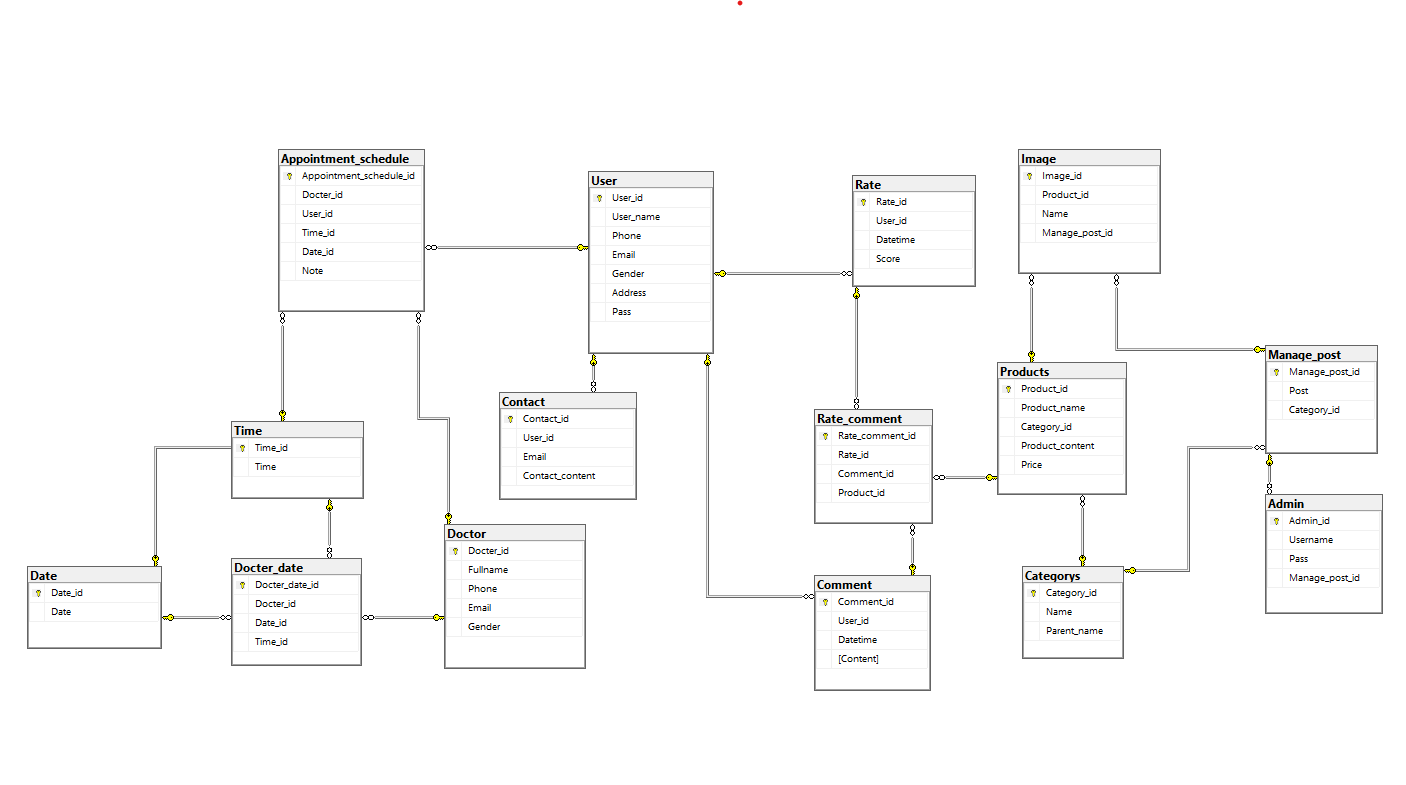 Appointment_schedule
Appointment_schedule_id
Docter_id
User_id
Time_id
Date_id
Note
User
User_id
User_name
Phone
Email
Gender
Address
Pass
Rate
Rate_id
User_id
Datetime
Score
Image
Image_id
Product_id
Name
Manage_post_id
Manage_post
Manage_post_id
Post
Category_id
Products
Product_id
Product_name
Category_id
Product_content
Price
Contact
Contact_id
User_id
Email
Contact_content
Rate_comment
Rate_comment_id
Rate_id
Comment_id
Product_id
Time
Time_id
Time
Admin
Admin_id
Username
Pass
Manage_post_id
Doctor
Docter_id
Fullname
Phone
Email
Gender
Docter_date
Docter_date_id
Docter_id
Date_id
Time_id
Date
Date_id
Date
Categorys
Category_id
Name
Parent_name
Comment
Comment_id
User_id
Datetime
[Content]